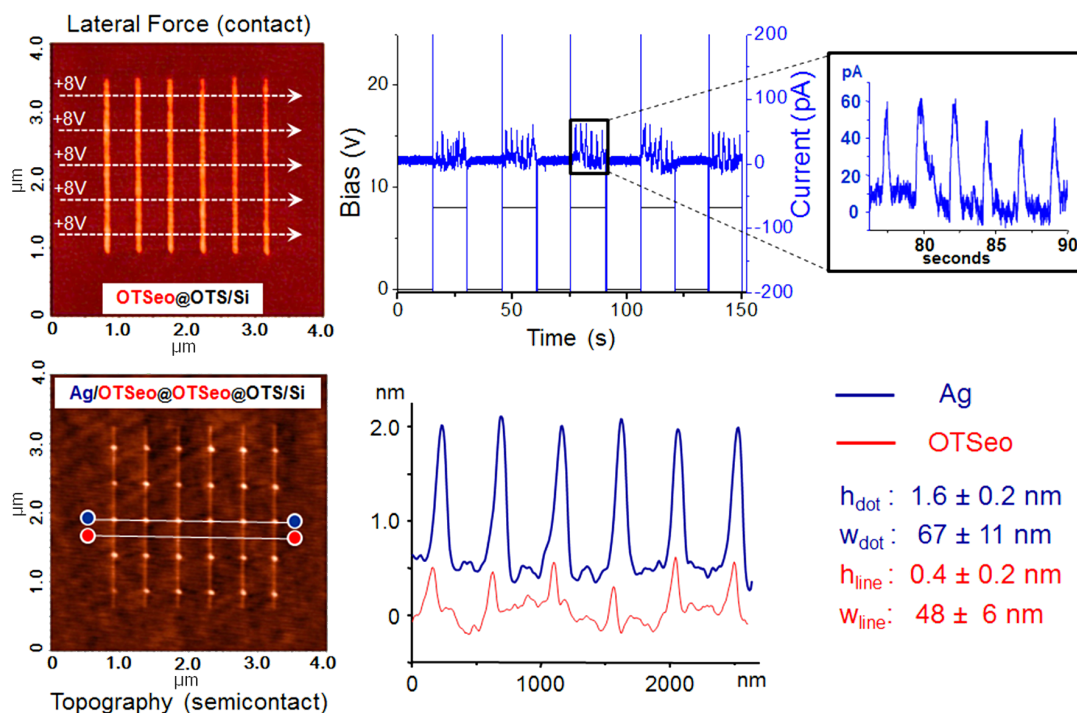 Lateral Force (contact)
4.0
3.0
μm
2.0
1.0
0
+8V
+8V
+8V
+8V
+8V
OTSeo@OTS/Si
0
1.0
2.0
3.0
4.0
μm
Bias (v)
20
10
0
0
50
100
150
Time (s)
200
100
0
-100
-200
Current (pA)
pA
60
40
20
0
80
85
90
seconds
4.0
3.0
μm
2.0
1.0
0
Ag/OTSeo@OTSeo@OTS/Si
1.0
2.0
3.0
4.0
μm
Topography (semicontact)
nm
2.0
1.0
0
0
1000
2000
nm
Ag
OTSeo
hdot : 1.6 ± 0.2 nm
wdot : 67 ± 11 nm
hline : 0.4 ± 0.2 nm
wline: 48 ± 6 nm